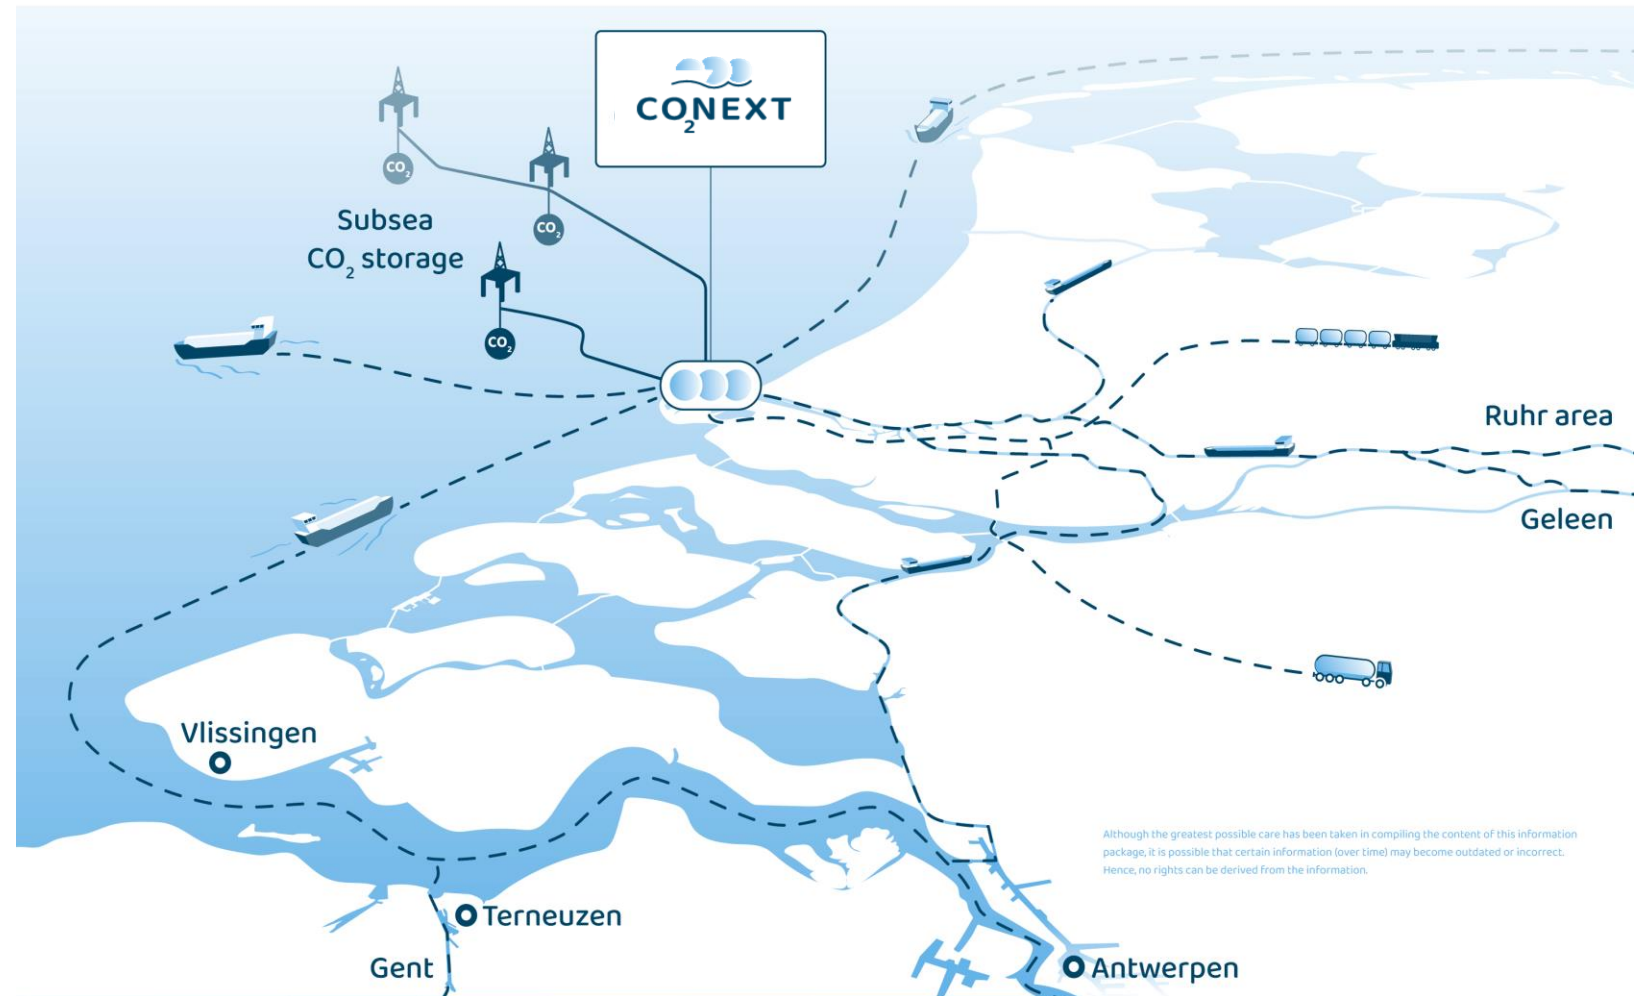 CO₂NEXT
CO₂
CO₂
Subsea
CO₂ storage
CO₂
Ruhr area
Geleen
Vlissingen
Although the greatest possible care has been taken in compiling the content of this information
package, it is possible that certain information (over time) may become outdated or incorrect.
Hence, no rights can be derived from the information.
Terneuzen
Gent
Antwerpen